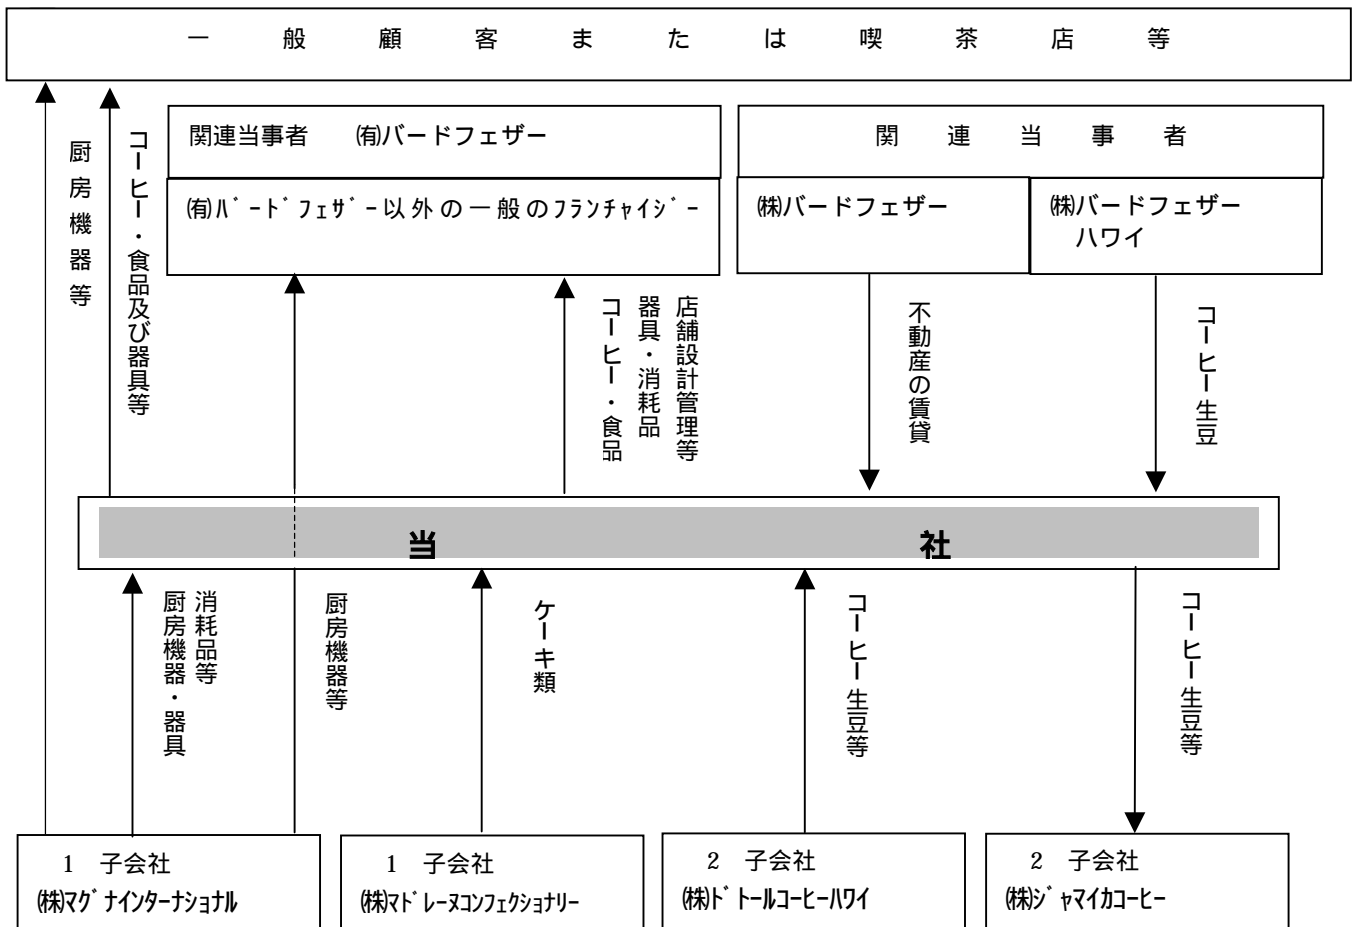 一般顧客または喫茶店等
厨房機器等
コーヒー・食品及び器具等
関連当事者　㈲バードフェザー
㈲バードフェザー以外の一般のフランチャイジー
関連当事者
㈱バードフェザー
㈱バードフェザー
ハワイ
店舗設計管理等
器具・消耗品
コーヒー・食品
不動産の賃貸
コーヒー生豆
当社
消耗品等
厨房機器・器具
厨房機器等
ケーキ類
コーヒー生豆等
コーヒー生豆等
1　子会社
㈱マグナインターナショナル
1　子会社
㈱マドレーヌコンフェクショナリー
2　子会社
㈱ドトールコーヒーハワイ
2　子会社
㈱ジャマイカコーヒー